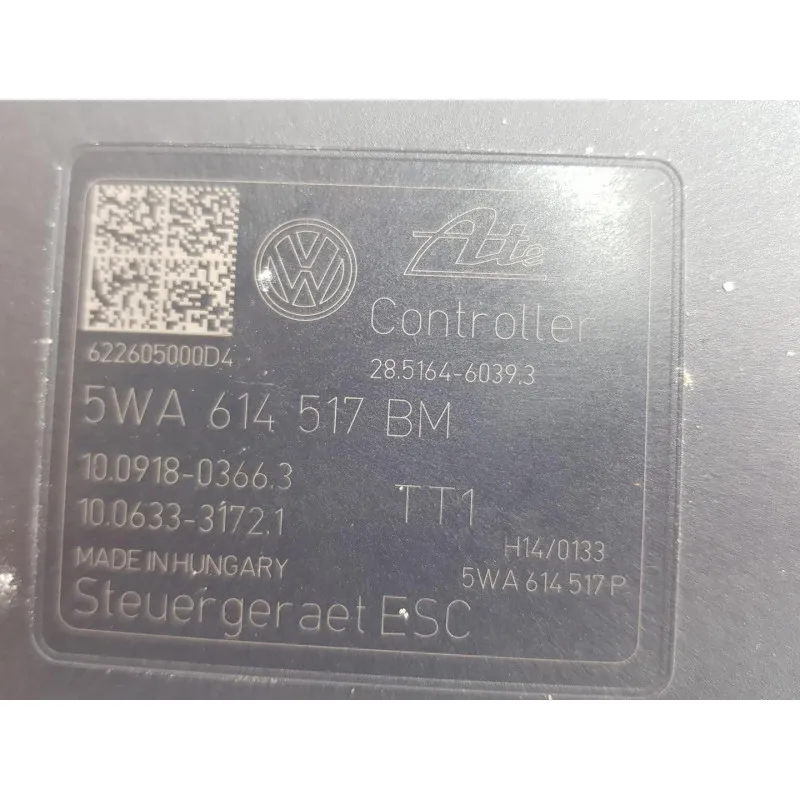 Ate
Controller
622605000D4
28.5164-6039.3
5WA 614 517 BM
10.0918-0366.3
10.0633-3172.1
TT1
H14/0133
MADE IN HUNGARY
5WA 614 517 P
Steuergeraet ESC